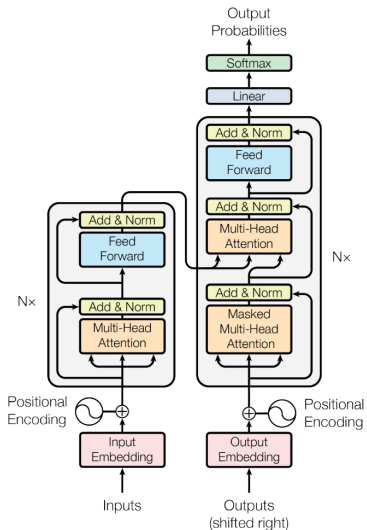 Output
Probabilities
Softmax
Linear
Add & Norm
Feed
Forward
Add & Norm
Multi-Head
Attention
Add & Norm
Masked
Multi-Head
Attention
Nx
Add & Norm
Feed
Forward
Nx
Add & Norm
Multi-Head
Attention
Positional
Encoding
Positional
Encoding
Input
Embedding
Output
Embedding
Inputs
Outputs
(shifted right)